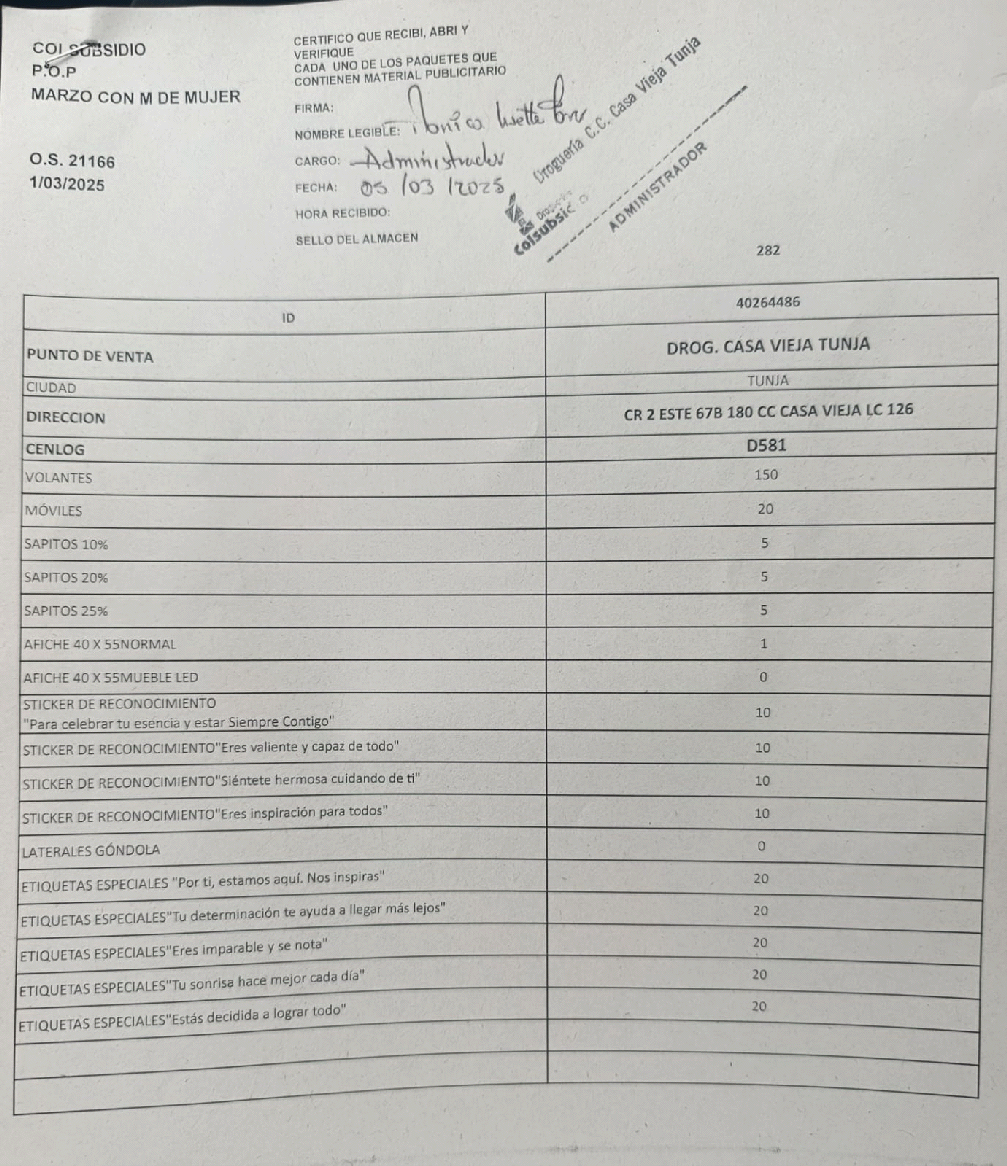 COLSUBSIDIO
P.O.P
MARZO CON M DE MUJER
O.S. 21166
1/03/2025
CERTIFICO QUE RECIBI, ABRI Y
VERIFIQUE
CADA UNO DE LOS PAQUETES QUE
CONTIENEN MATERIAL PUBLICITARIO
FIRMA:
NOMBRE LEGIBLE: Monica
CARGO: Administrador
FECHA: 05/03/2025
HORA RECIBIDO:
SELLO DEL ALMACEN
Droguería C.C. Casa Vieja Tunja
Colsubsidio
ADMINISTRADOR
282
ID 40264486
PUNTO DE VENTA DROG. CASA VIEJA TUNJA
CIUDAD TUNJA
DIRECCION CR 2 ESTE 67B 180 CC CASA VIEJA LC 126
CENLOG D581
VOLANTES 150
MÓVILES 20
SAPITOS 10% 5
SAPITOS 20% 5
SAPITOS 25% 5
AFICHE 40 X 55NORMAL 1
AFICHE 40 X 55MUEBLE LED 0
STICKER DE RECONOCIMIENTO
"Para celebrar tu esencia y estar Siempre Contigo" 10
STICKER DE RECONOCIMIENTO"Eres valiente y capaz de todo" 10
STICKER DE RECONOCIMIENTO"Siéntete hermosa cuidando de ti" 10
STICKER DE RECONOCIMIENTO"Eres inspiración para todos" 10
LATERALES GÓNDOLA 0
ETIQUETAS ESPECIALES "Por ti, estamos aquí. Nos inspiras" 20
ETIQUETAS ESPECIALES"Tu determinación te ayuda a llegar más lejos" 20
ETIQUETAS ESPECIALES"Eres imparable y se nota" 20
ETIQUETAS ESPECIALES"Tu sonrisa hace mejor cada día" 20
ETIQUETAS ESPECIALES"Estás decidida a lograr todo" 20